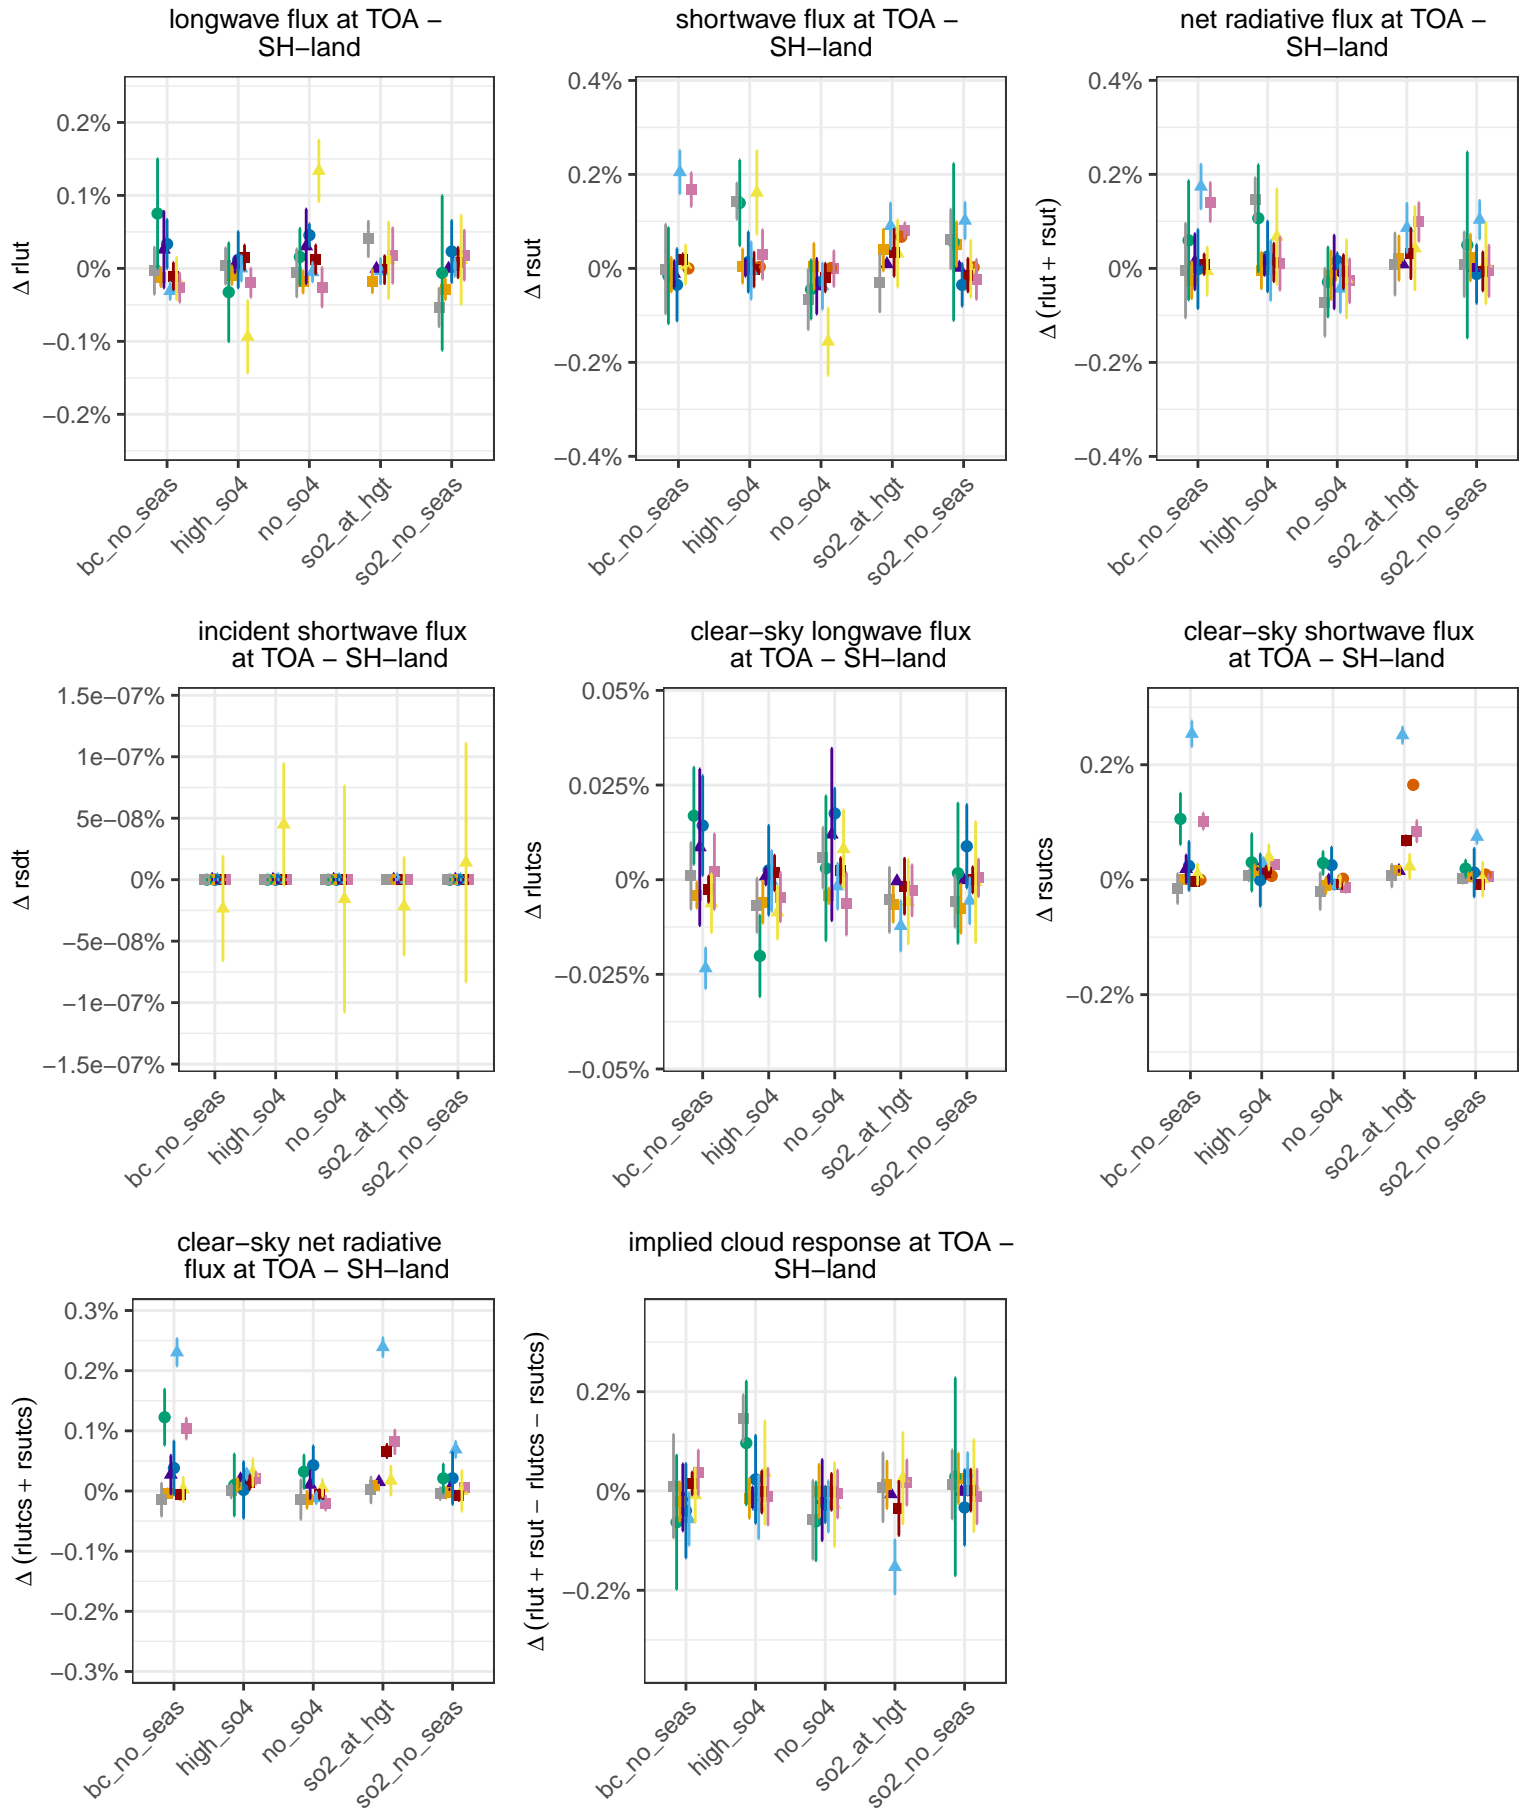 longwave flux at TOA −
SH−land
Δ rlut
0.2%
0.1%
0%
−0.1%
−0.2%
bc_no_seas
high_so4
no_so4
so2_at_hgt
so2_no_seas
shortwave flux at TOA −
SH−land
Δ rsut
0.4%
0.2%
0%
−0.2%
−0.4%
bc_no_seas
high_so4
no_so4
so2_at_hgt
so2_no_seas
net radiative flux at TOA −
SH−land
Δ (rlut + rsut)
0.4%
0.2%
0%
−0.2%
−0.4%
bc_no_seas
high_so4
no_so4
so2_at_hgt
so2_no_seas
incident shortwave flux
at TOA − SH−land
Δ rsdt
1.5e−07%
1e−07%
5e−08%
0%
−5e−08%
−1e−07%
−1.5e−07%
bc_no_seas
high_so4
no_so4
so2_at_hgt
so2_no_seas
clear−sky longwave flux
at TOA − SH−land
Δ rlutcs
0.05%
0.025%
0%
−0.025%
−0.05%
bc_no_seas
high_so4
no_so4
so2_at_hgt
so2_no_seas
clear−sky shortwave flux
at TOA − SH−land
Δ rsutcs
0.2%
0%
−0.2%
bc_no_seas
high_so4
no_so4
so2_at_hgt
so2_no_seas
clear−sky net radiative
flux at TOA − SH−land
Δ (rlutcs + rsutcs)
0.3%
0.2%
0.1%
0%
−0.1%
−0.2%
−0.3%
bc_no_seas
high_so4
no_so4
so2_at_hgt
so2_no_seas
implied cloud response at TOA −
SH−land
Δ (rlut + rsut − rlutcs − rsutcs)
0.2%
0%
−0.2%
bc_no_seas
high_so4
no_so4
so2_at_hgt
so2_no_seas